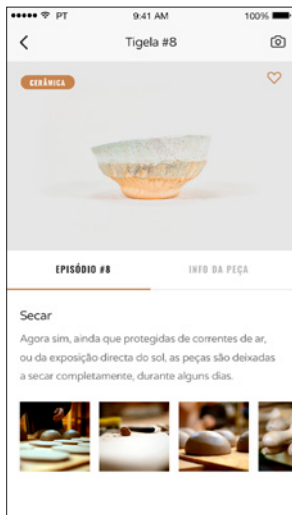 PT 9:41 AM 100%
Tigela #8
CERÂMICA
EPISÓDIO #8 INFO DA PEÇA
Secar
Agora sim, ainda que protegidas de correntes de ar,
ou da exposição directa do sol, as peças são deixadas
a secar completamente, durante alguns dias.